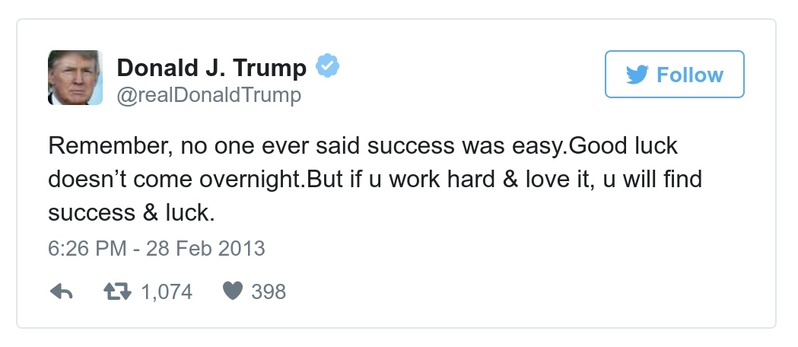 Donald J. Trump
@realDonaldTrump
Follow
Remember, no one ever said success was easy.Good luck
doesn’t come overnight.But if u work hard & love it, u will find
success & luck.
6:26 PM - 28 Feb 2013
1,074 398